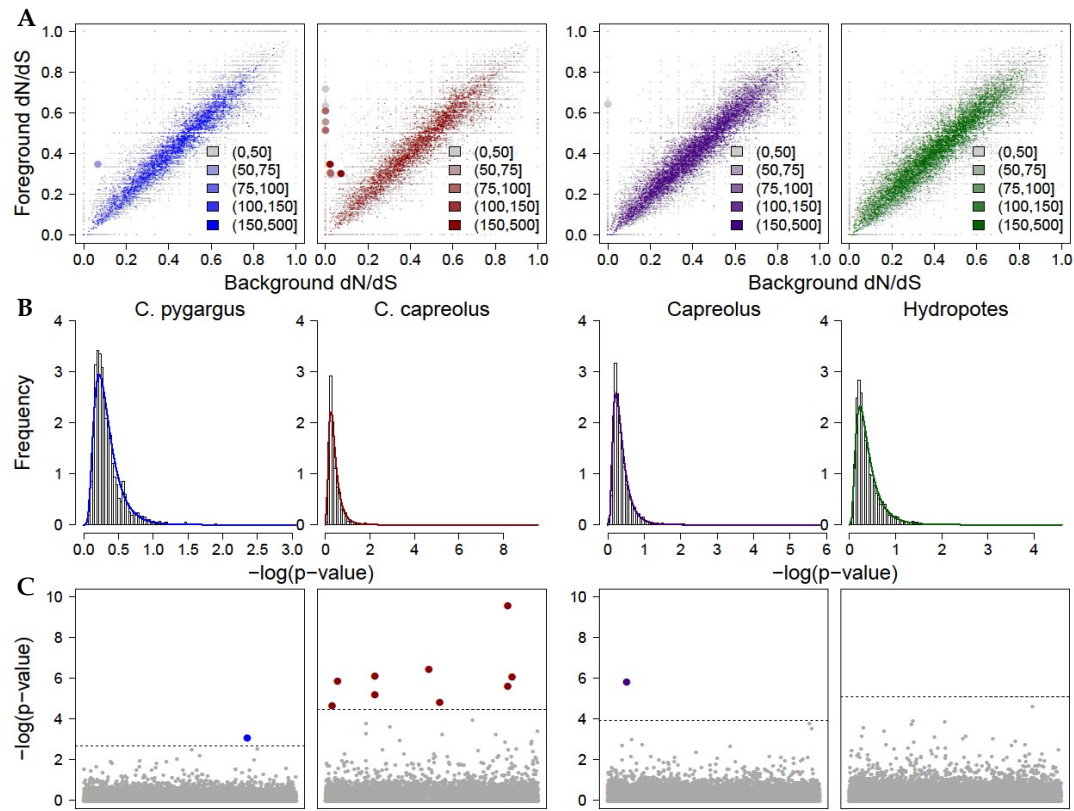 A
Foreground dN/dS
1.0
0.8
0.6
0.4
0.2
0.0
(0,50]
(50,75]
(75,100]
(100,150]
(150,500]
0.0 0.2 0.4 0.6 0.8 1.0
(0,50]
(50,75]
(75,100]
(100,150]
(150,500]
0.0 0.2 0.4 0.6 0.8 1.0
Background dN/dS
1.0
0.8
0.6
0.4
0.2
0.0
(0,50]
(50,75]
(75,100]
(100,150]
(150,500]
0.0 0.2 0.4 0.6 0.8 1.0
(0,50]
(50,75]
(75,100]
(100,150]
(150,500]
0.0 0.2 0.4 0.6 0.8 1.0
Background dN/dS
B
C. pygargus
Frequency
4
3
2
1
0
0.0 0.5 1.0 1.5 2.0 2.5 3.0
C. capreolus
4
3
2
1
0
0 2 4 6 8
−log(p−value)
Capreolus
4
3
2
1
0
0 1 2 3 4 5 6
Hydropotes
4
3
2
1
0
0 1 2 3 4
−log(p−value)
C
−log(p−value)
10
8
6
4
2
0
10
8
6
4
2
0